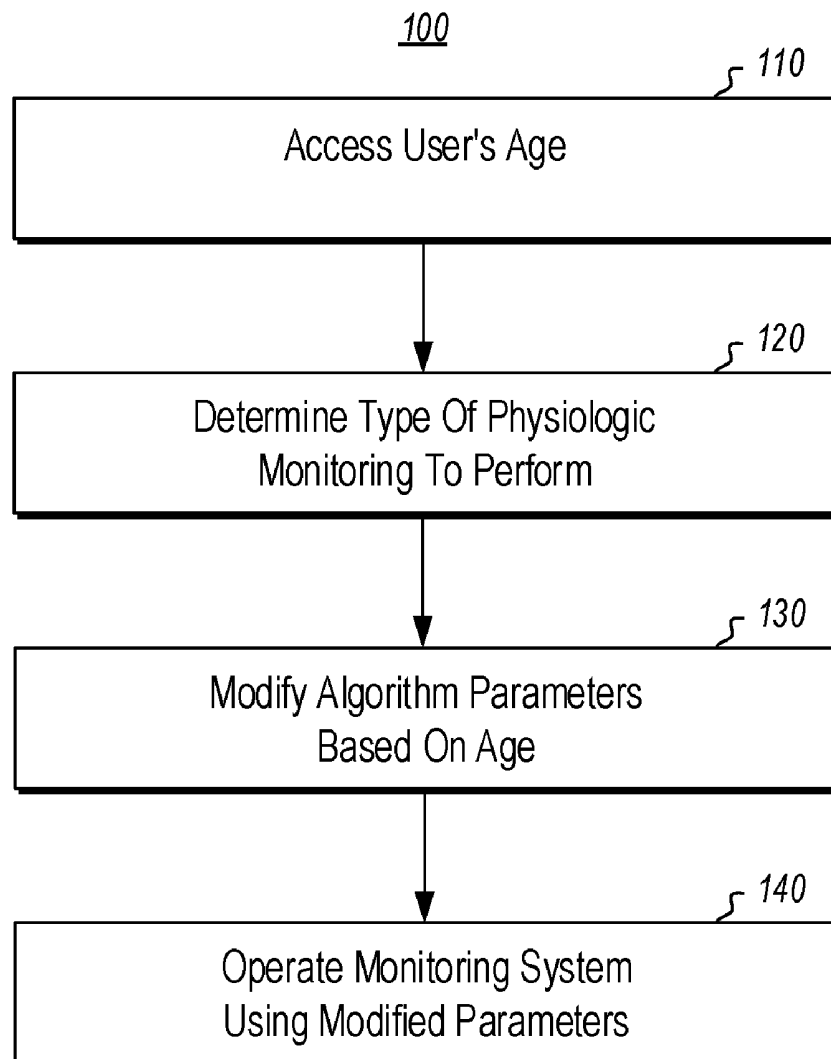 100
110
Access User's Age
120
Determine Type Of Physiologic
Monitoring To Perform
130
Modify Algorithm Parameters
Based On Age
140
Operate Monitoring System
Using Modified Parameters